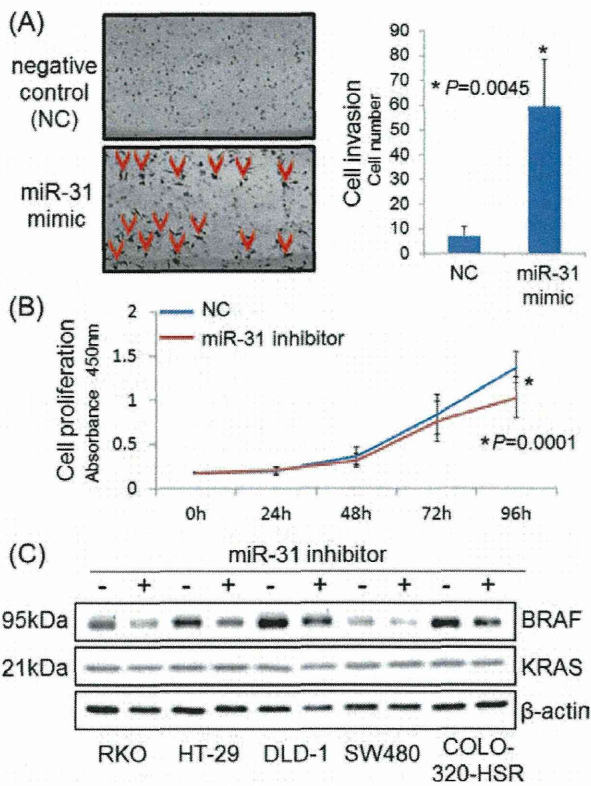 (A)
negative
control
(NC)
miR-31
mimic
Cell invasion
Cell number
90
80
70
60
50
40
30
20
10
0
*
* P=0.0045
NC
miR-31
mimic
(B)
Cell proliferation
Absorbance 450nm
2
1.5
1
0.5
0
NC
miR-31 inhibitor
*
*P=0.0001
0h 24h 48h 72h 96h
(C)
miR-31 inhibitor
- + - + - + - + - +
95kDa BRAF
21kDa KRAS
β-actin
RKO HT-29 DLD-1 SW480 COLO-
320-HSR